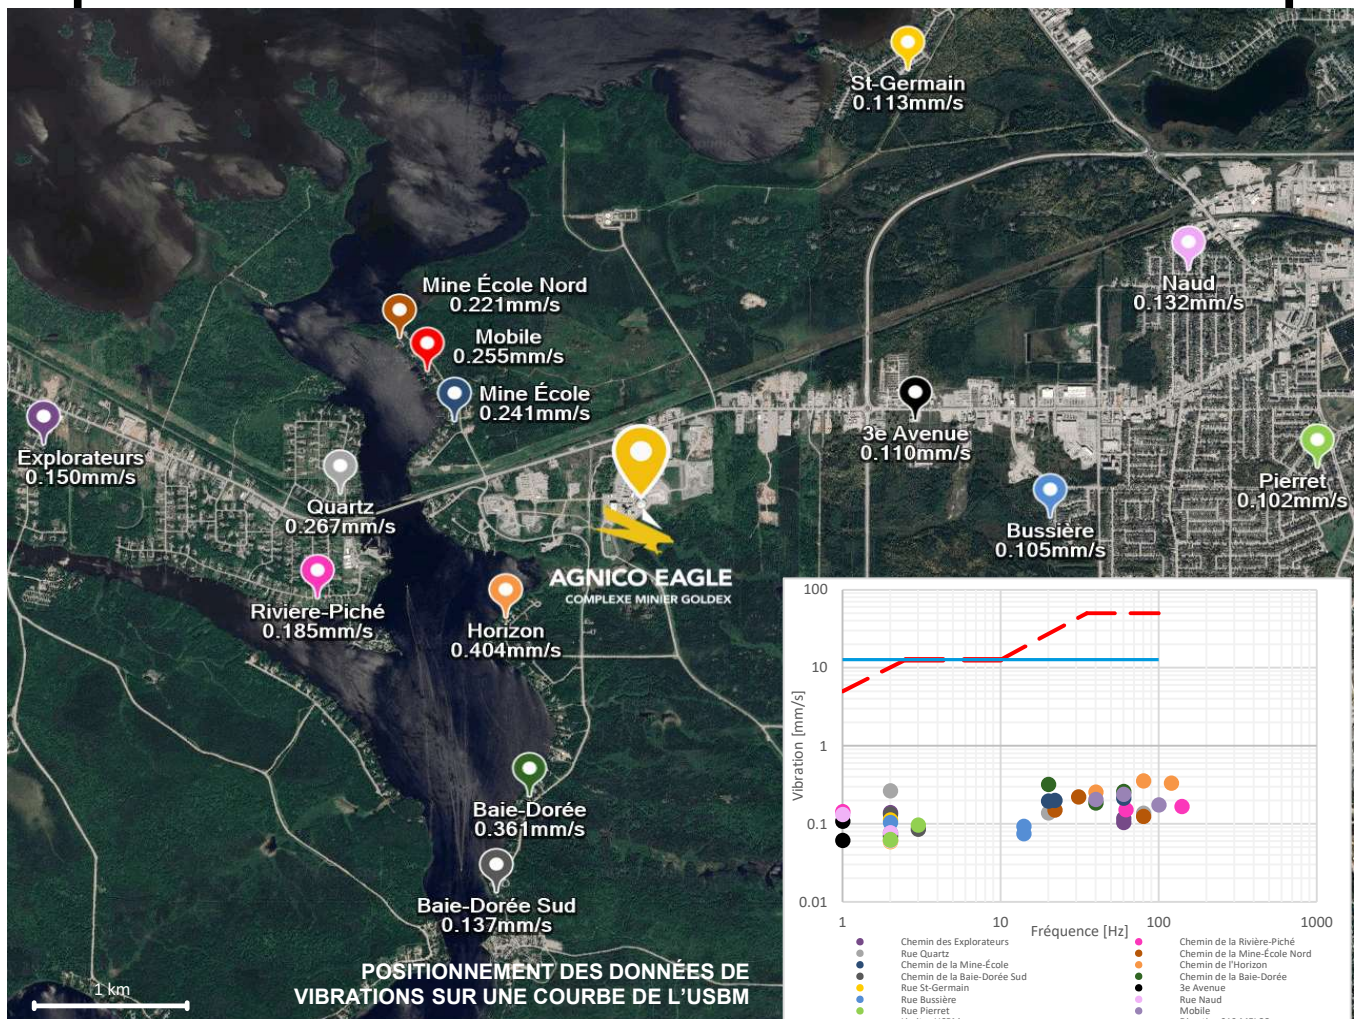 St-Germain
0.113mm/s
Naud
0.132mm/s
Mine École Nord
0.221mm/s
Mobile
0.255mm/s
Mine École
0.241mm/s
Explorateurs
0.150mm/s
Quartz
0.267mm/s
3e Avenue
0.110mm/s
Pierret
0.102mm/s
Bussière
0.105mm/s
Riviere-Piché
0.185mm/s
Horizon
0.404mm/s
AGNICO EAGLE
COMPLEXE MINIER GOLDEX
Baie-Dorée
0.361mm/s
Baie-Dorée Sud
0.137mm/s
POSITIONNEMENT DES DONNÉES DE
VIBRATIONS SUR UNE COURBE DE L'USBM
1 km
Vibration [mm/s]
100
10
1
0.1
0.01
1
10
100
1000
Fréquence [Hz]
Chemin des Explorateurs
Chemin de la Rivière-Piché
Rue Quartz
Chemin de la Mine-École Nord
Chemin de la Mine-École
Chemin de l'Horizon
Chemin de la Baie-Dorée Sud
Chemin de la Baie-Dorée
Rue St-Germain
3e Avenue
Rue Bussière
Rue Naud
Rue Pierret
Mobile